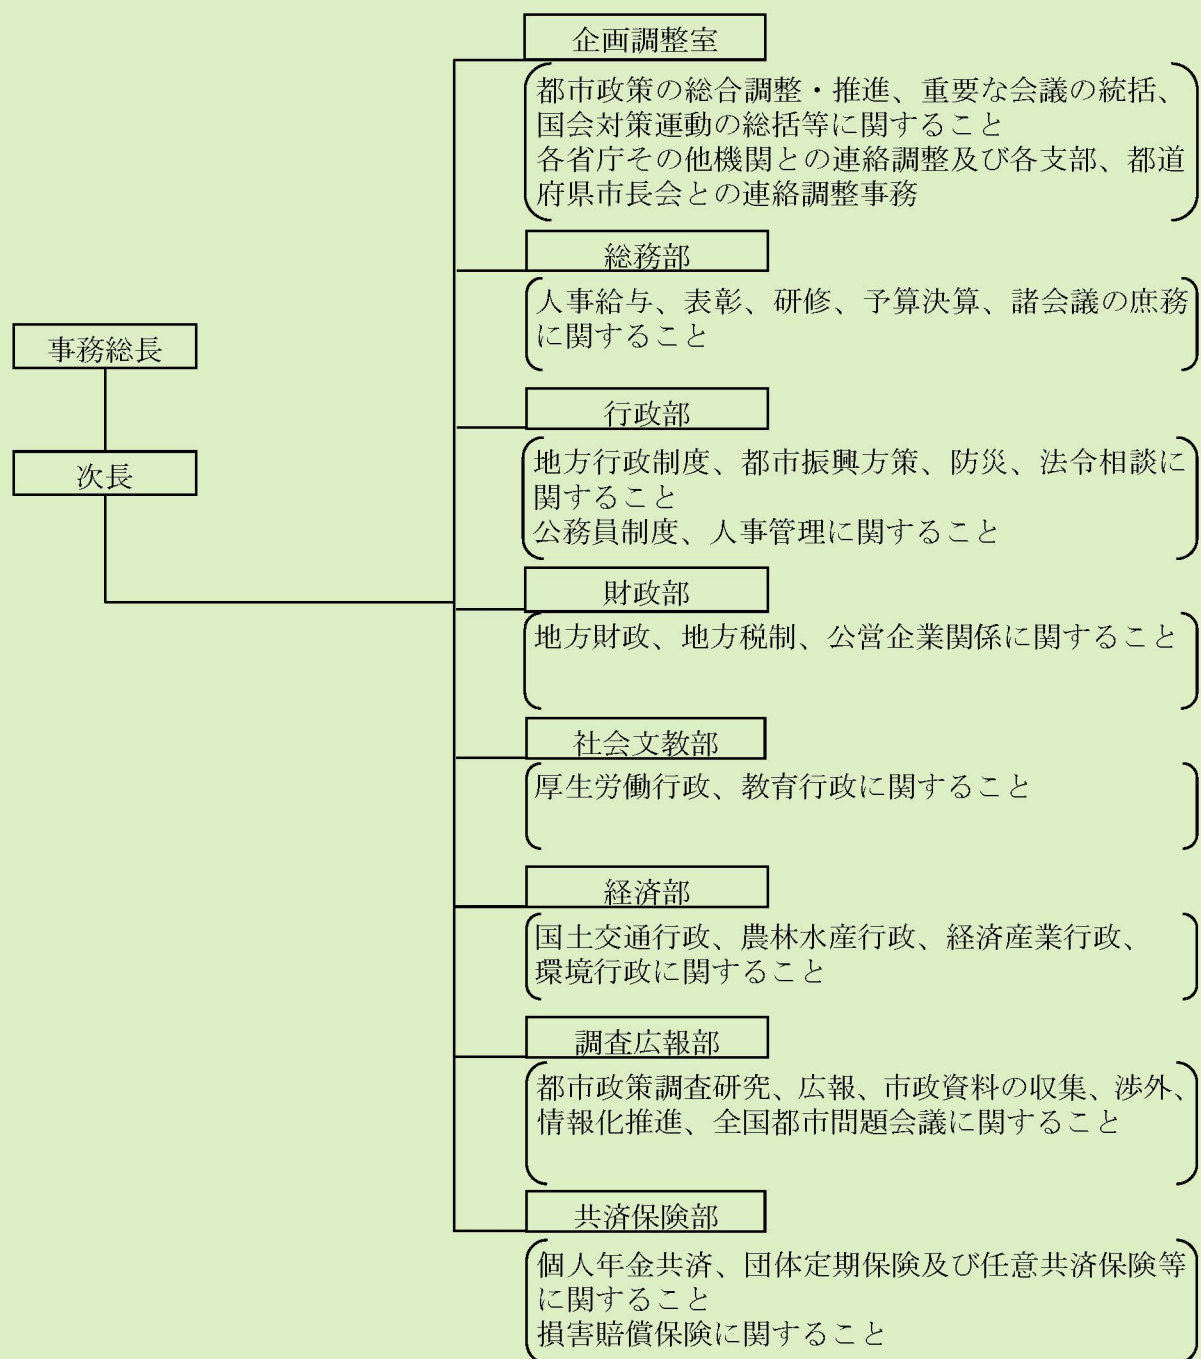 事務総長
次長
企画調整室
都市政策の総合調整・推進、重要な会議の統括、
国会対策運動の総括等に関すること
各省庁その他機関との連絡調整及び各支部、都道
府県市長会との連絡調整事務
総務部
人事給与、表彰、研修、予算決算、諸会議の庶務
に関すること
行政部
地方行政制度、都市振興方策、防災、法令相談に
関すること
公務員制度、人事管理に関すること
財政部
地方財政、地方税制、公営企業関係に関すること
社会文教部
厚生労働行政、教育行政に関すること
経済部
国土交通行政、農林水産行政、経済産業行政、
環境行政に関すること
調査広報部
都市政策調査研究、広報、市政資料の収集、渉外、
情報化推進、全国都市問題会議に関すること
共済保険部
個人年金共済、団体定期保険及び任意共済保険等
に関すること
損害賠償保険に関すること